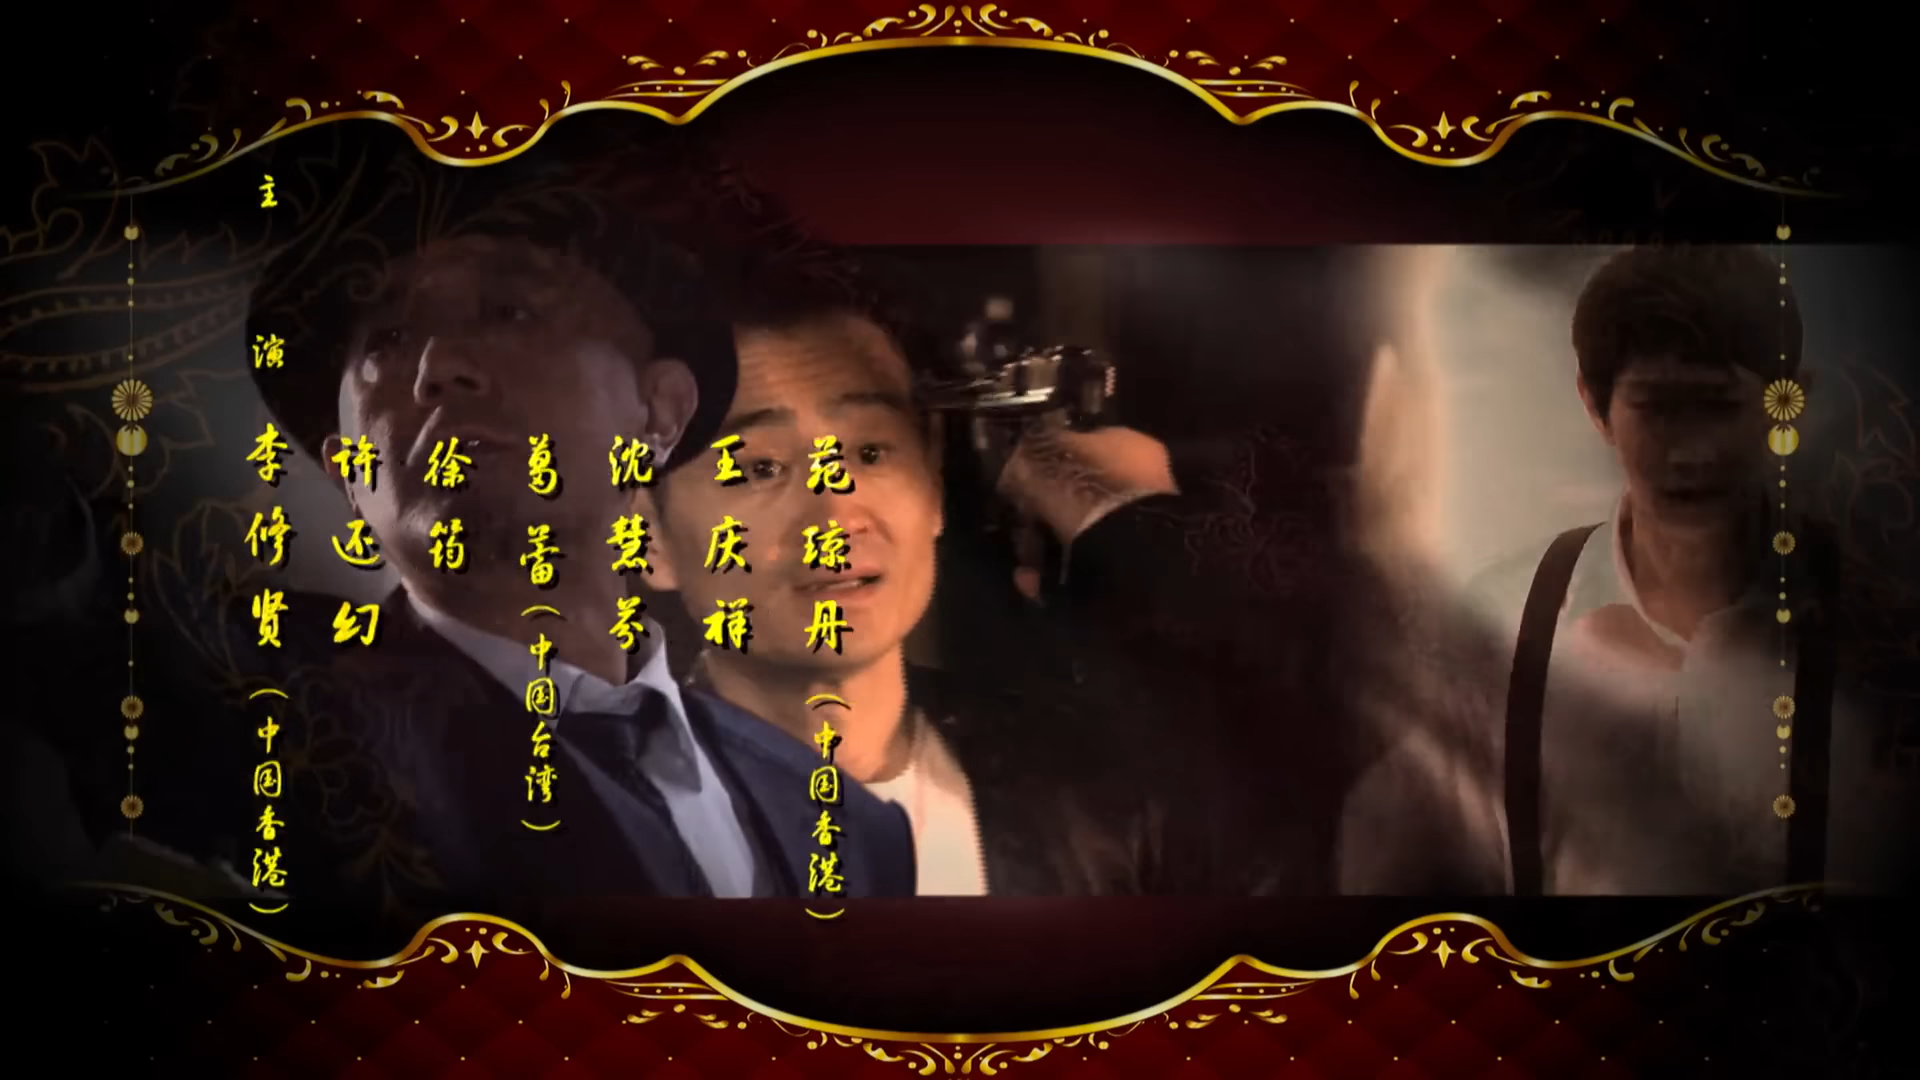 主演
李修贤（中国香港）
许还幻
徐筠
葛蕾（中国台湾）
沈慧芬
王庆祥
苑琼丹（中国香港）